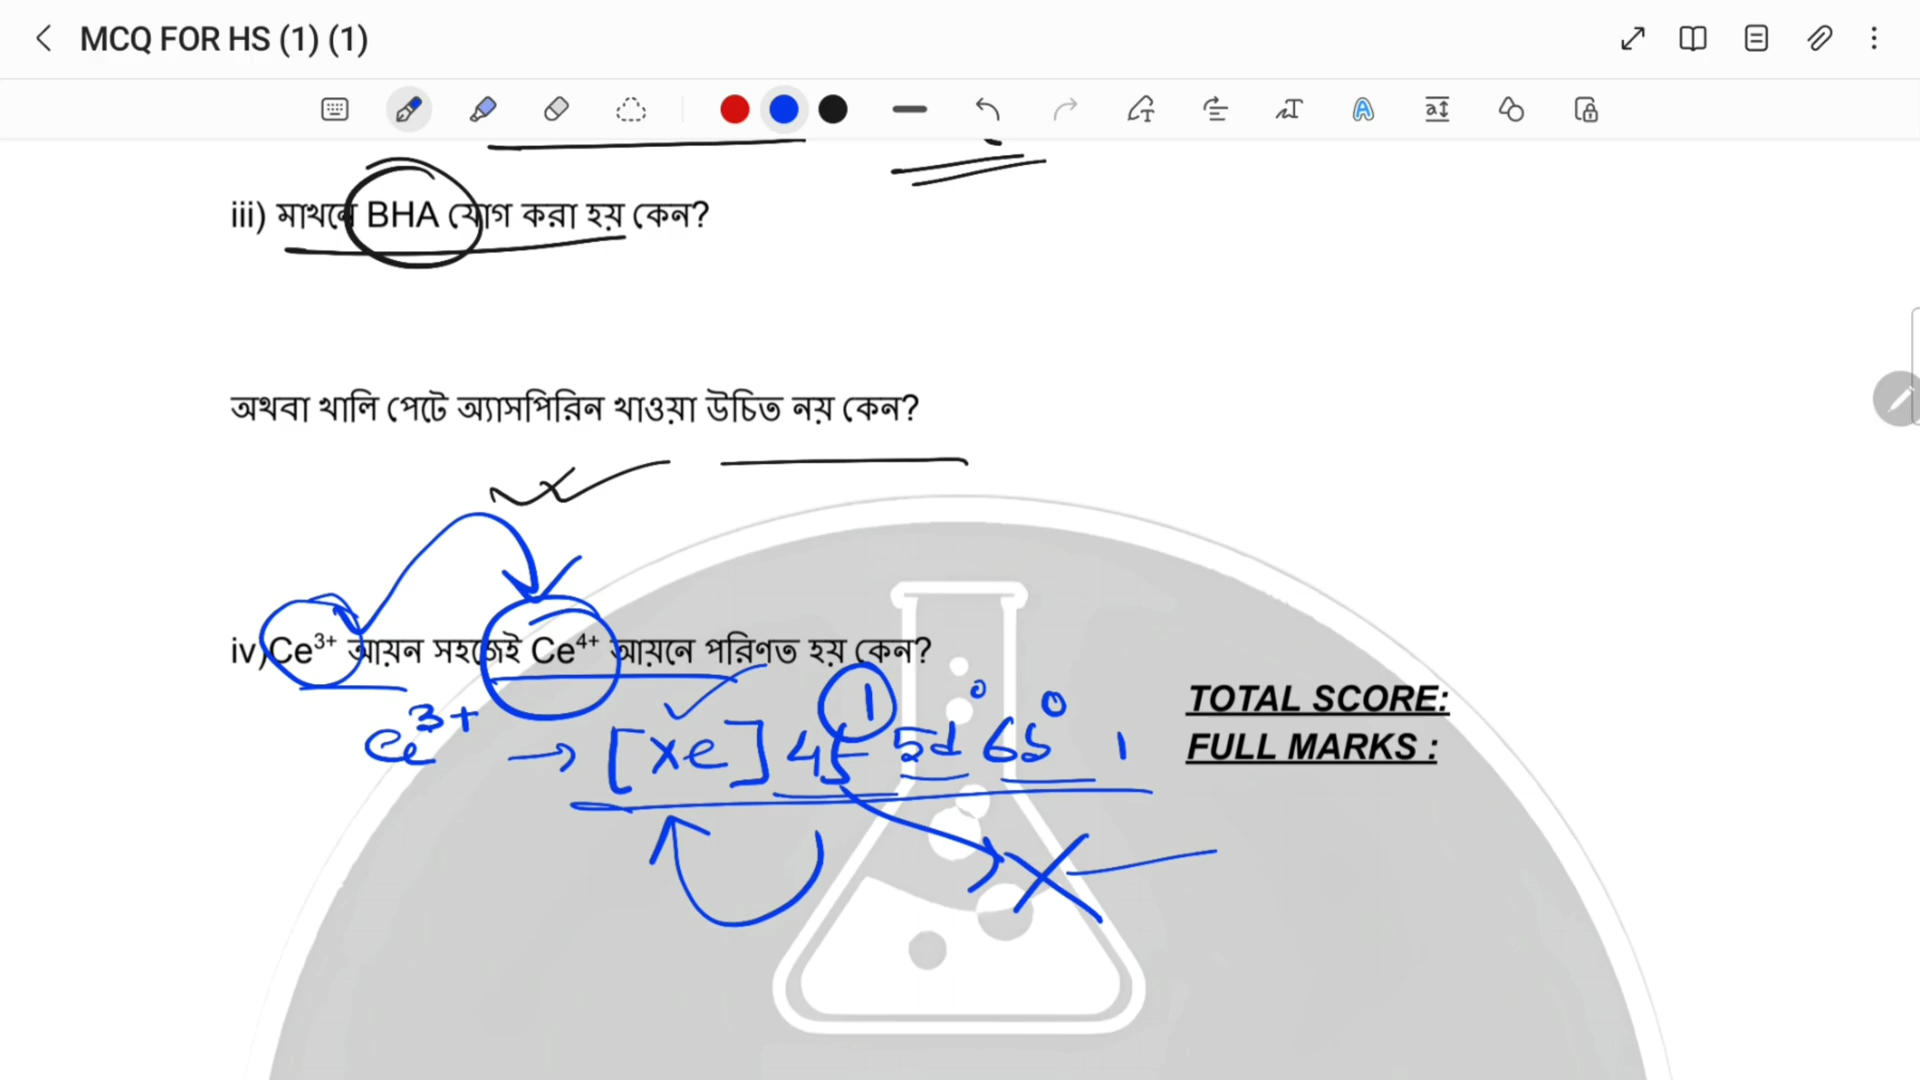 MCQ FOR HS (1) (1)
iii) মাখনে BHA যোগ করা হয় কেন?
অথবা খালি পেটে অ্যাসপিরিন খাওয়া উচিত নয় কেন?
iv) Ce³⁺ আয়ন সহজেই Ce⁴⁺ আয়নে পরিণত হয় কেন?
Ce³⁺ → [Xe] 4f¹ 5d⁰ 6s⁰ 1
TOTAL SCORE:
FULL MARKS :